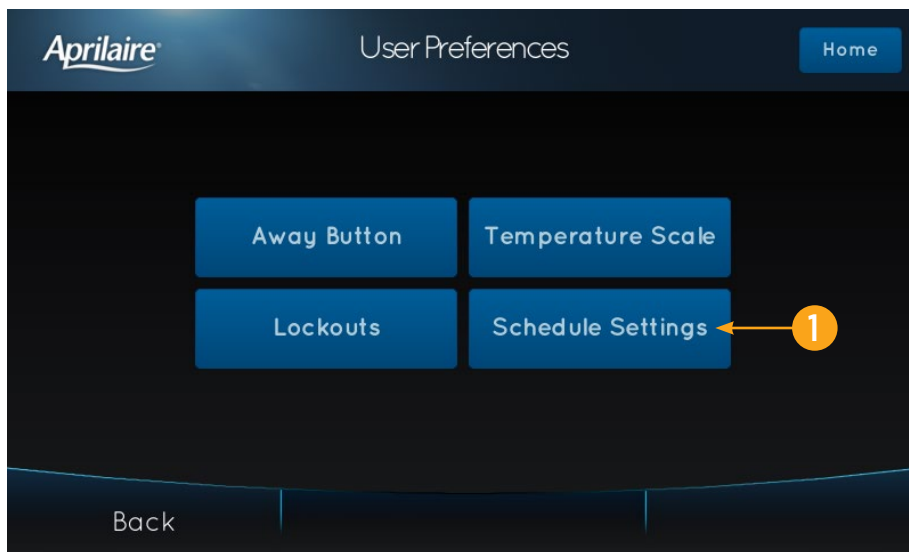 Aprilaire®
User Preferences
Home
Away Button
Temperature Scale
Lockouts
Schedule Settings
1
Back